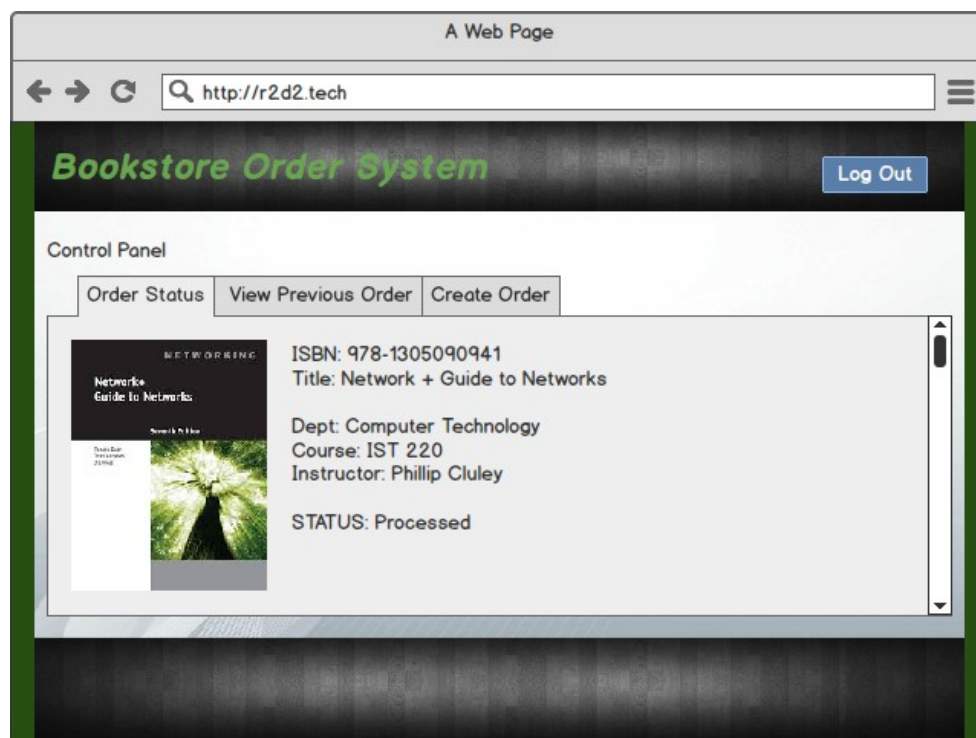 A Web Page
http://r2d2.tech
Bookstore Order System
Log Out
Control Panel
Order Status
View Previous Order
Create Order
NETWORKING
Network+
Guide to Networks
Seventh Edition
ISBN: 978-1305090941
Title: Network + Guide to Networks
Dept: Computer Technology
Course: IST 220
Instructor: Phillip Cluley
STATUS: Processed